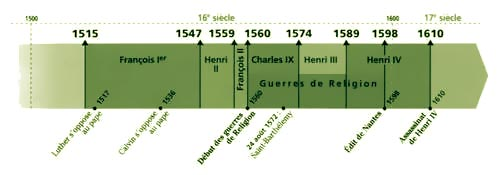 1500
16e siècle
1600
17e siècle
1515
1547
1559
1560
1574
1589
1598
1610
François Ier
Henri
II
François II
Charles IX
Henri III
Henri IV
Guerres de Religion
1517
Luther s'oppose
au pape
1536
Calvin s'oppose
au pape
1560
Début des guerres
de Religion
24 août 1572 :
Saint-Barthélemy
1598
Édit de Nantes
1610
Assassinat
de Henri IV